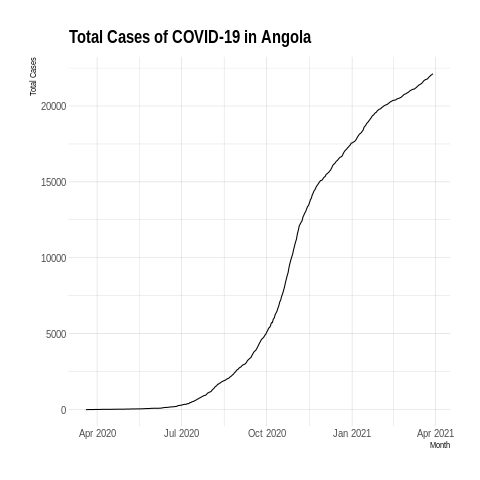 Total Cases of COVID-19 in Angola
Total Cases
20000
15000
10000
5000
0
Apr 2020 Jul 2020 Oct 2020 Jan 2021 Apr 2021
Month